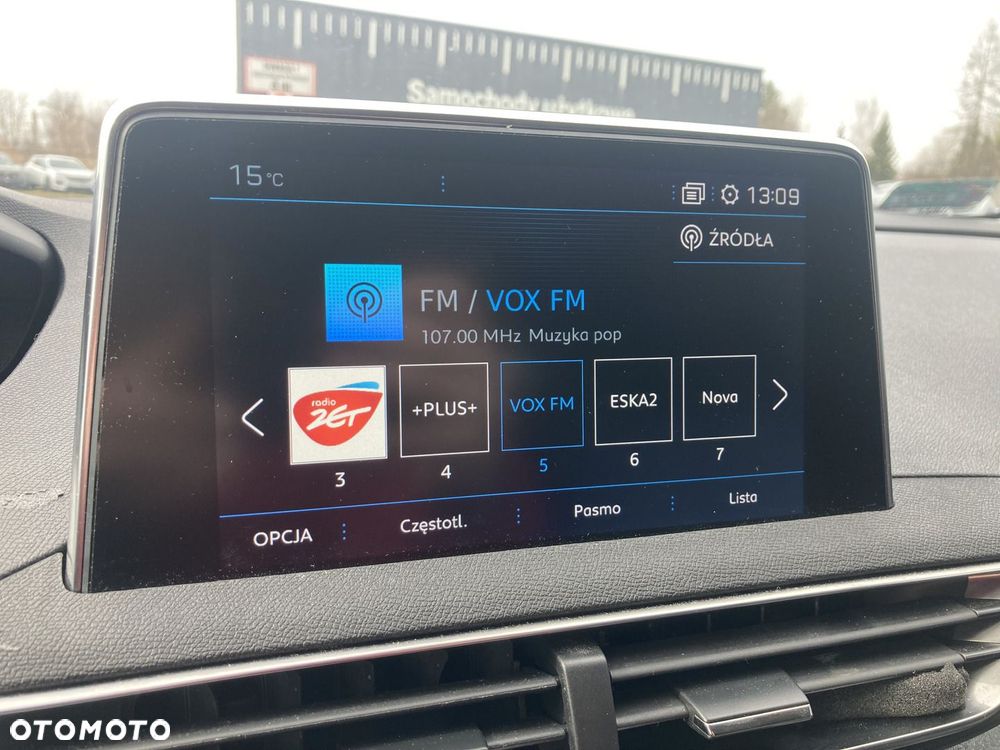 Samochody użytkowe
15°C
13:09
ŹRÓDŁA
FM / VOX FM
107.00 MHz Muzyka pop
radio
ZET
+PLUS+
VOX FM
ESKA2
Nova
3
4
5
6
7
OPCJA
Częstotl.
Pasmo
Lista
OTOMOTO